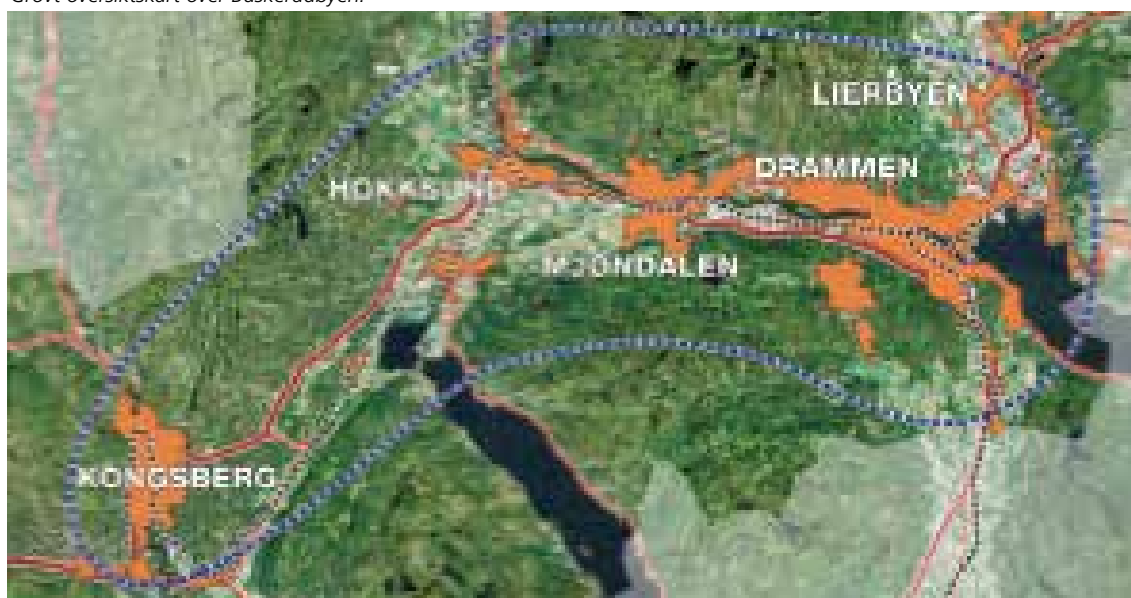 Grovt oversiktskart over Buskerudbyen.
LIERBYEN
DRAMMEN
HOKKSUND
MJØNDALEN
KONGSBERG